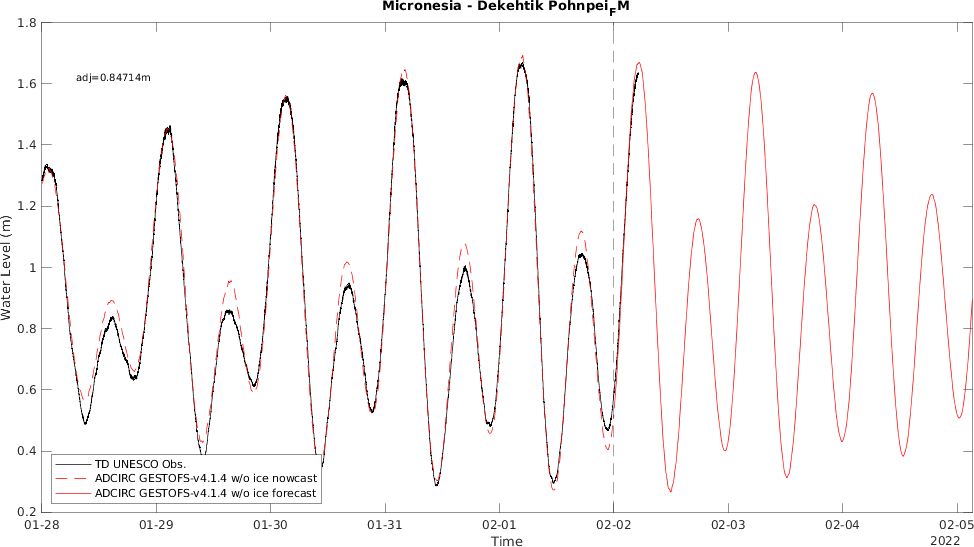 Micronesia - Dekehtik Pohnpei_FM
adj=0.84714m
Water Level (m)
1.8
1.6
1.4
1.2
1
0.8
0.6
0.4
0.2
TD UNESCO Obs.
ADCIRC GESTOFS-v4.1.4 w/o ice nowcast
ADCIRC GESTOFS-v4.1.4 w/o ice forecast
01-28 01-29 01-30 01-31 02-01 02-02 02-03 02-04 02-05
Time
2022